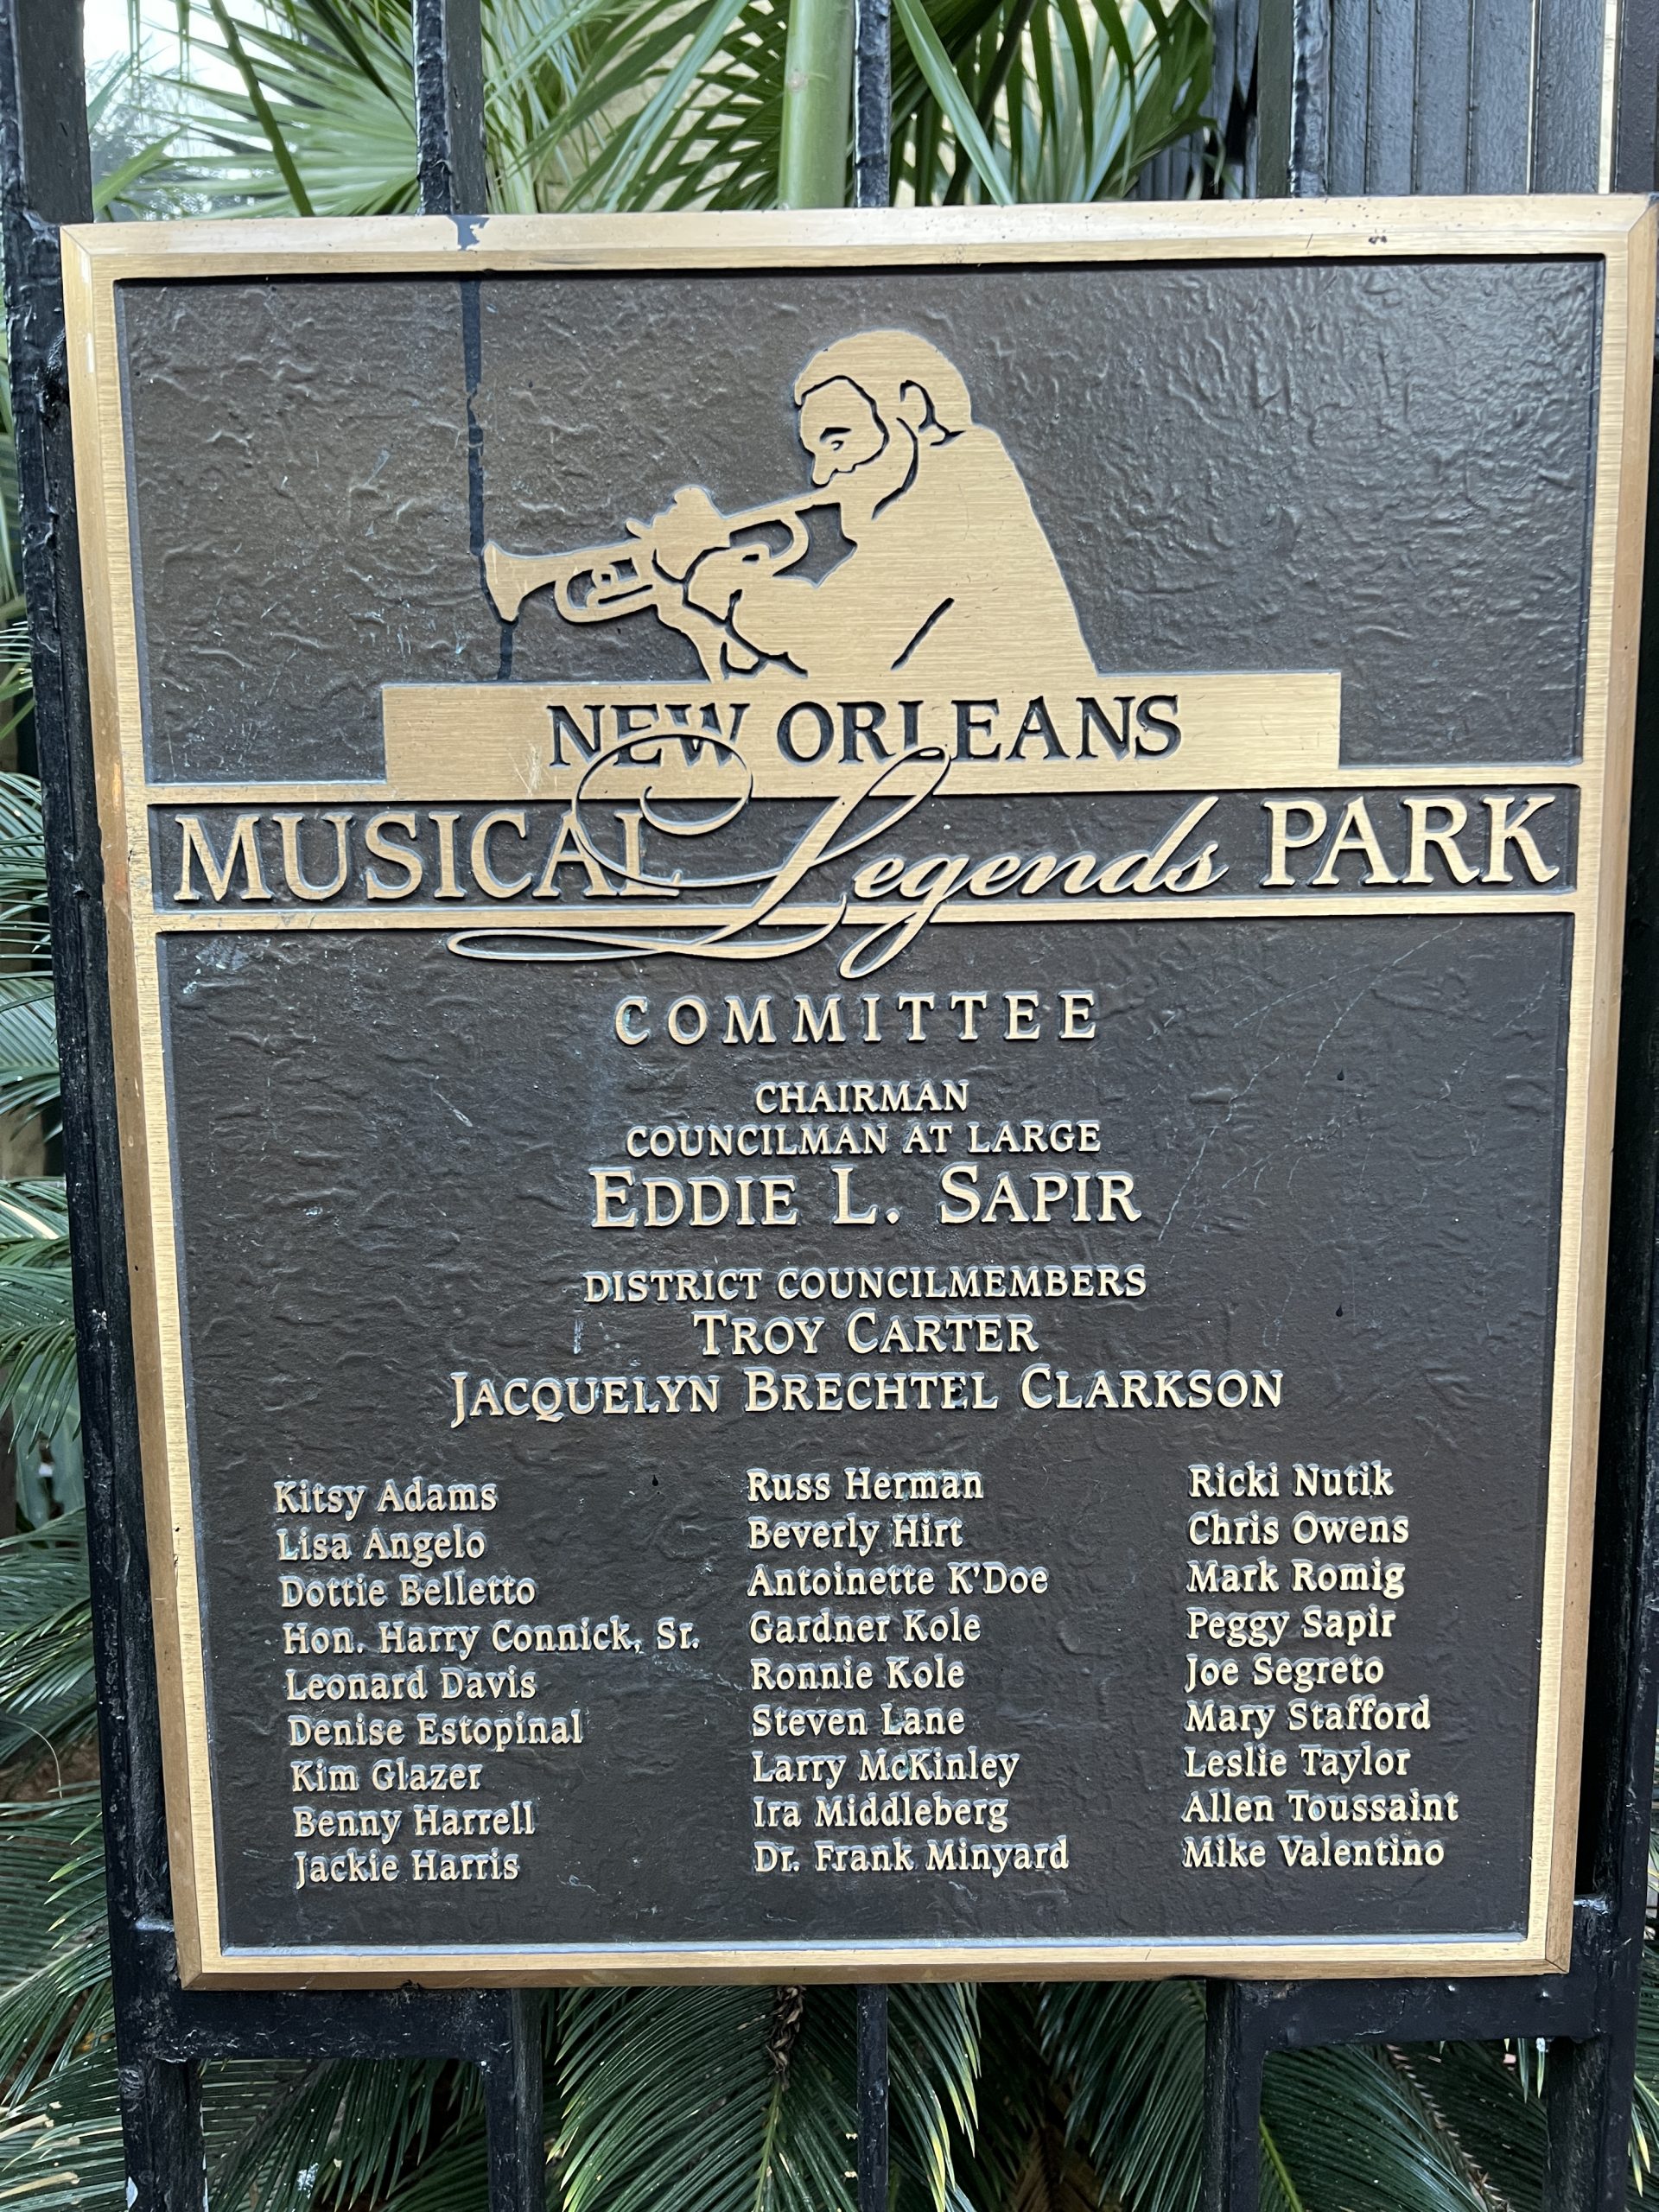 NEW ORLEANS
MUSICAL Legends PARK
COMMITTEE
CHAIRMAN
COUNCILMAN AT LARGE
EDDIE L. SAPIR
DISTRICT COUNCILMEMBERS
TROY CARTER
JACQUELYN BRECHTEL CLARKSON
Kitsy Adams
Lisa Angelo
Dottie Belletto
Hon. Harry Connick, Sr.
Leonard Davis
Denise Estopinal
Kim Glazer
Benny Harrell
Jackie Harris
Russ Herman
Beverly Hirt
Antoinette K'Doe
Gardner Kole
Ronnie Kole
Steven Lane
Larry McKinley
Ira Middleberg
Dr. Frank Minyard
Ricki Nutik
Chris Owens
Mark Romig
Peggy Sapir
Joe Segreto
Mary Stafford
Leslie Taylor
Allen Toussaint
Mike Valentino